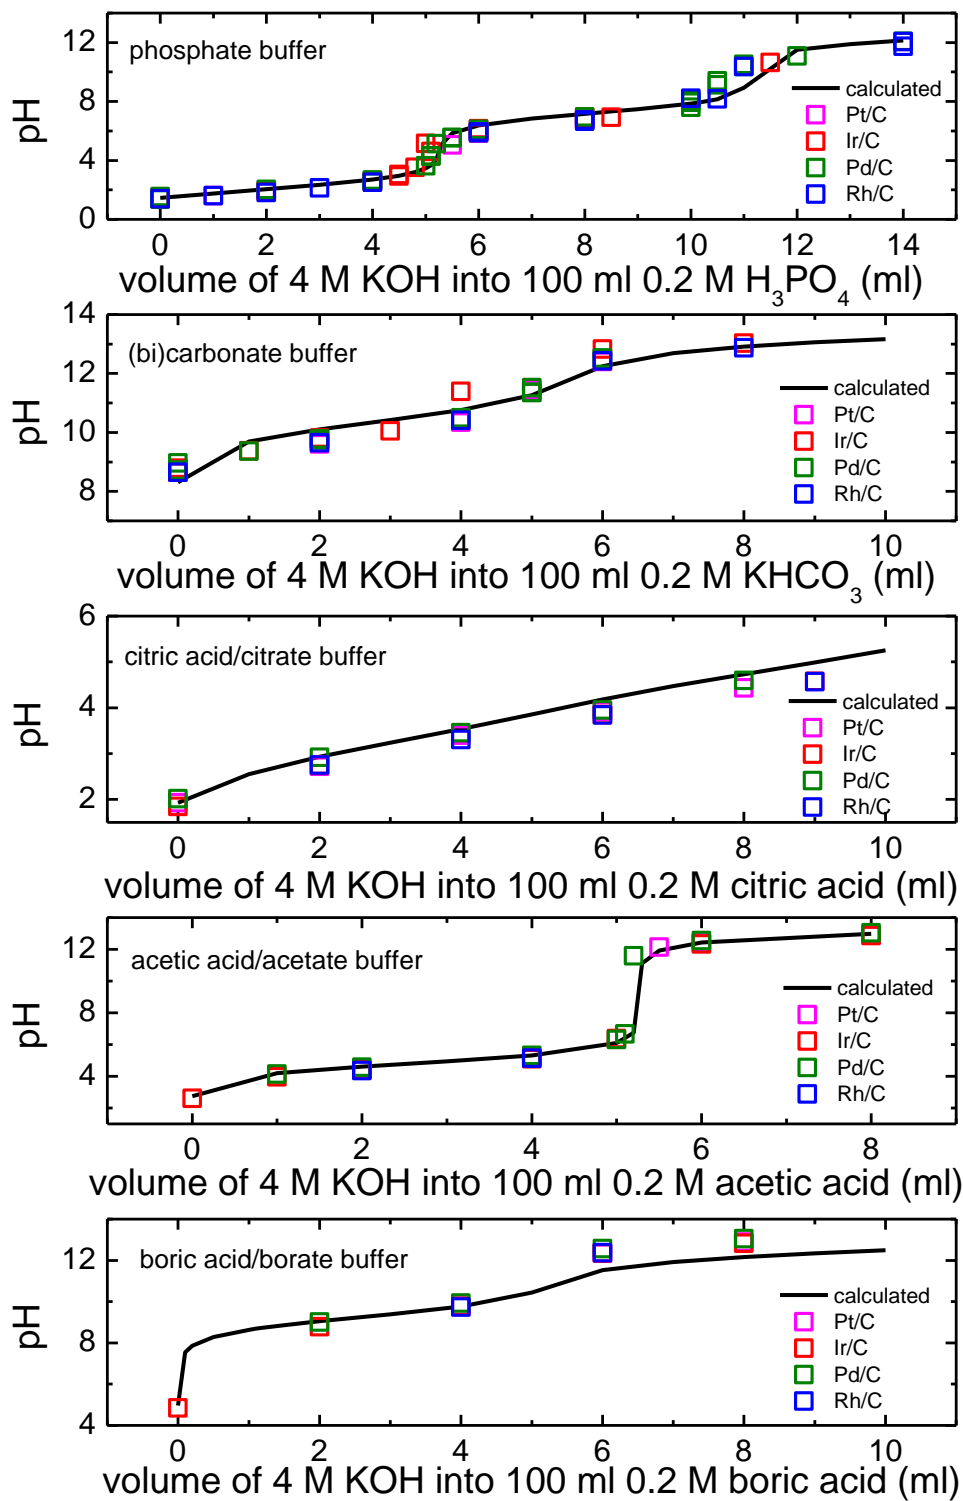 phosphate buffer
calculated
Pt/C
Ir/C
Pd/C
Rh/C
pH
12
8
4
0
0 2 4 6 8 10 12 14
volume of 4 M KOH into 100 ml 0.2 M H₃PO₄ (ml)
(bi)carbonate buffer
calculated
Pt/C
Ir/C
Pd/C
Rh/C
pH
14
12
10
8
0 2 4 6 8 10
volume of 4 M KOH into 100 ml 0.2 M KHCO₃ (ml)
citric acid/citrate buffer
calculated
Pt/C
Ir/C
Pd/C
Rh/C
pH
6
4
2
0 2 4 6 8 10
volume of 4 M KOH into 100 ml 0.2 M citric acid (ml)
acetic acid/acetate buffer
calculated
Pt/C
Ir/C
Pd/C
Rh/C
pH
12
8
4
0 2 4 6 8
volume of 4 M KOH into 100 ml 0.2 M acetic acid (ml)
boric acid/borate buffer
calculated
Pt/C
Ir/C
Pd/C
Rh/C
pH
12
8
4
0 2 4 6 8 10
volume of 4 M KOH into 100 ml 0.2 M boric acid (ml)